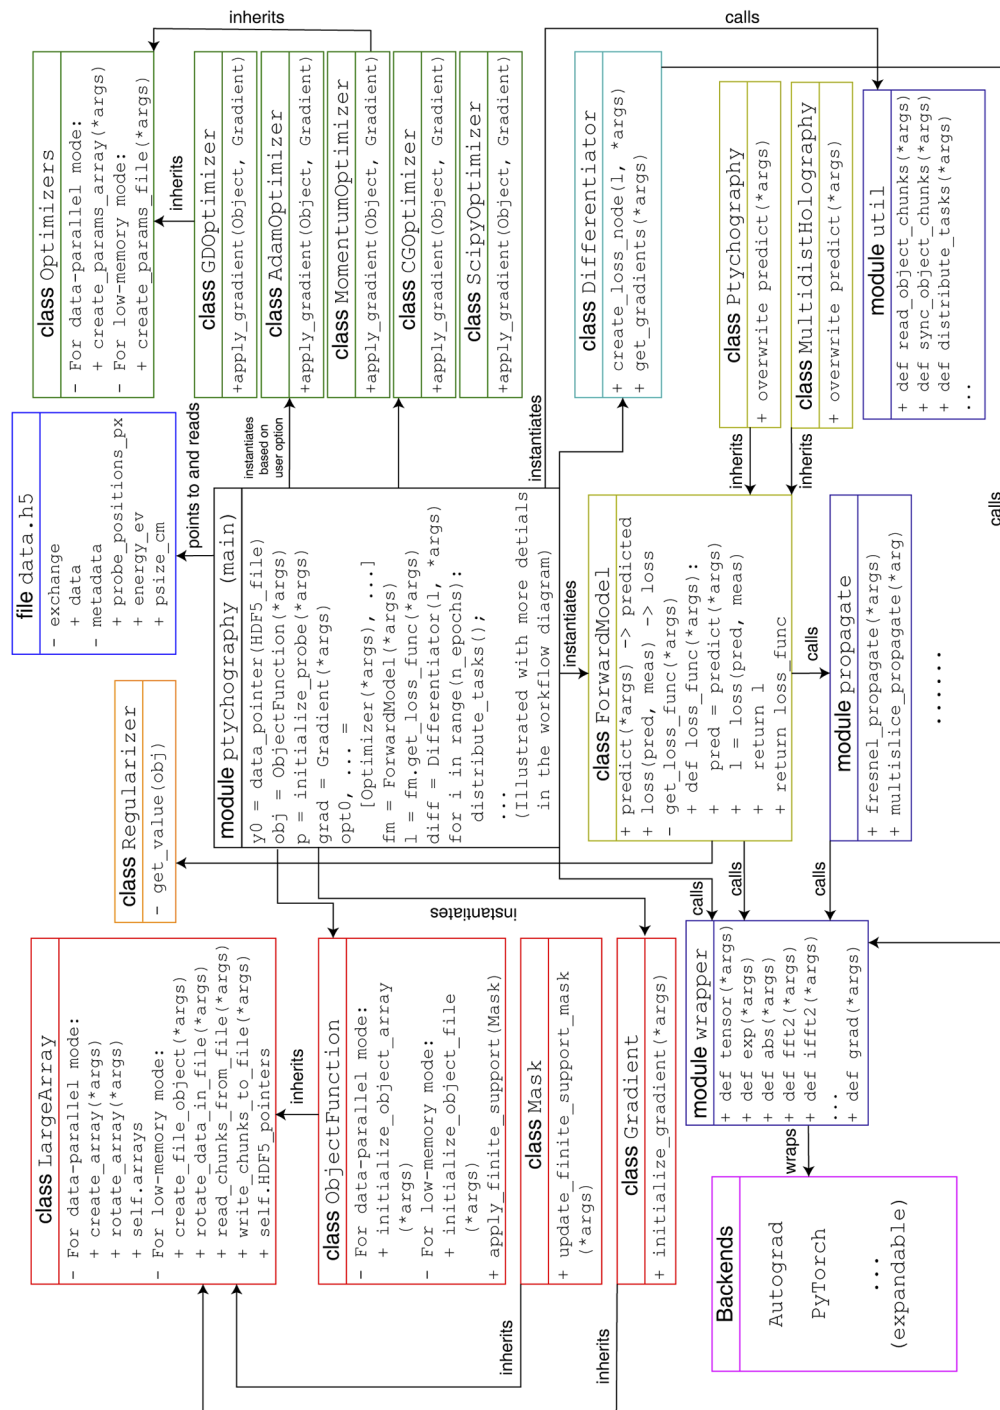 class LargeArray
- For data-parallel mode:
+ create_array(*args)
+ rotate_array(*args)
+ self.arrays
- For low-memory mode:
+ create_file_object(*args)
+ rotate_data_in_file(*args)
+ read_chunks_from_file(*args)
+ write_chunks_to_file(*args)
+ self.HDF5_pointers
inherits
class ObjectFunction
- For data-parallel mode:
+ initialize_object_array
(*args)
- For low-memory mode:
+ initialize_object_file
(*args)
+ apply_finite_support(Mask)
class Mask
+ update_finite_support_mask
(*args)
inherits
class Gradient
+ initialize_gradient(*args)
inherits
instantiates
class Regularizer
- get_value(obj)
file data.h5
- exchange
+ data
- metadata
+ probe_positions_px
+ energy_ev
+ psize_cm
points to and reads
module ptychography (main)
y0 = data_pointer(HDF5_file)
obj = ObjectFunction(*args)
p = initialize_probe(*args)
grad = Gradient(*args)
opt0, ... =
[Optimizer(*args), ...]
fm = ForwardModel(*args)
l = fm.get_loss_func(*args)
diff = Differentiator(l, *args)
for i in range(n_epochs):
distribute_tasks();
...
(Illustrated with more detials
in the workflow diagram)
class Optimizers
- For data-parallel mode:
+ create_params_array(*args)
- For low-memory mode:
+ create_params_file(*args)
inherits
inherits
class GDOptimizer
+apply_gradient(Object, Gradient)
class AdamOptimizer
+apply_gradient(Object, Gradient)
class MomentumOptimizer
+apply_gradient(Object, Gradient)
class CGOptimizer
+apply_gradient(Object, Gradient)
class ScipyOptimizer
+apply_gradient(Object, Gradient)
instantiates
based on
user option
instantiates
calls
class Differentiator
+ create_loss_node(l, *args)
+ get_gradients(*args)
instantiates
class ForwardModel
+ predict(*args) -> predicted
+ loss(pred, meas) -> loss
- get_loss_func(*args)
+ def loss_func(*args):
+ pred = predict(*args)
+ l = loss(pred, meas)
+ return l
+ return loss_func
class Ptychography
+ overwrite predict(*args)
inherits
class MultidistHolography
+ overwrite predict(*args)
inherits
module util
+ def read_object_chunks(*args)
+ def sync_object_chunks(*args)
+ def distribute_tasks(*args)
...
calls
module propagate
+ fresnel_propagate(*args)
+ multislice_propagate(*arg)
......
calls
calls
calls
calls
module wrapper
+ def tensor(*args)
+ def exp(*args)
+ def abs(*args)
+ def fft2(*args)
+ def ifft2(*args)
...
+ def grad(*args)
wraps
Backends
Autograd
PyTorch
...
(expandable)